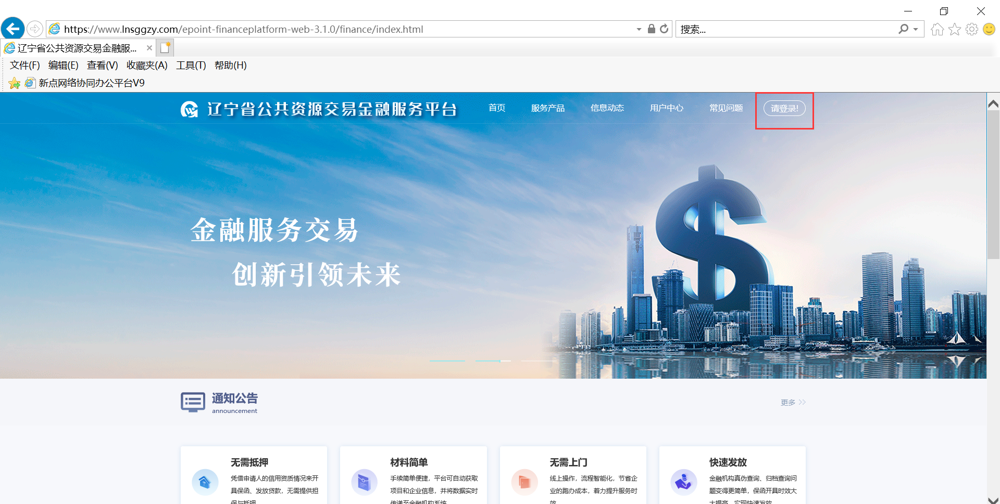 https://www.lnsggzy.com/epoint-financeplatform-web-3.1.0/finance/index.html
搜索...
辽宁省公共资源交易金融服...
文件(F) 编辑(E) 查看(V) 收藏夹(A) 工具(T) 帮助(H)
新点网络协同办公平台V9
辽宁省公共资源交易金融服务平台
首页 服务产品 信息动态 用户中心 常见问题 请登录!
金融服务交易
创新引领未来
通知公告
announcement
更多
无需抵押
凭借申请人的信用资质情况来开
具保函、发放贷款，无需提供担
保与抵押
材料简单
手续简单便捷，平台可自动获取
项目和企业信息，并将数据实时
传递至金融机构系统
无需上门
线上操作，流程智能化，节省企
业的跑办成本，着力提升服务时
效
快速发放
金融机构真伪查询、归档查询问
题变得更简单，保函开具时效大
大提高，实现快速发放